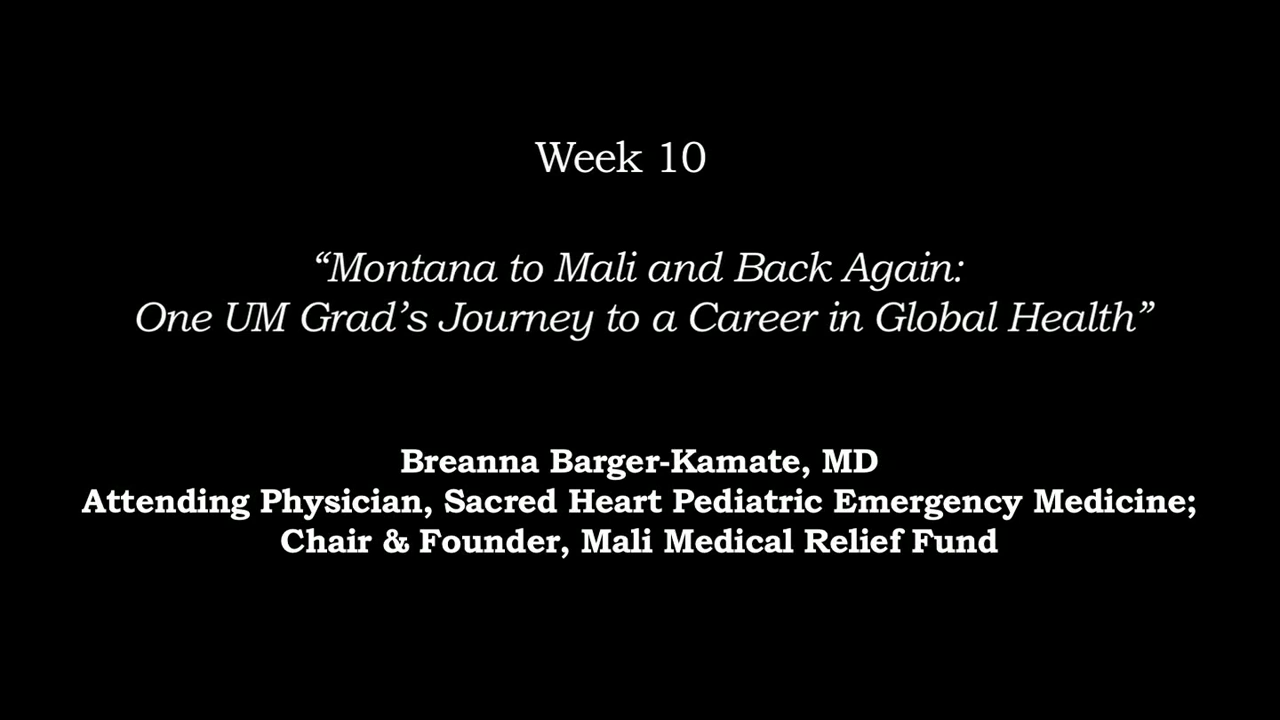 Week 10
“Montana to Mali and Back Again:
One UM Grad’s Journey to a Career in Global Health”
Breanna Barger-Kamate, MD
Attending Physician, Sacred Heart Pediatric Emergency Medicine;
Chair & Founder, Mali Medical Relief Fund